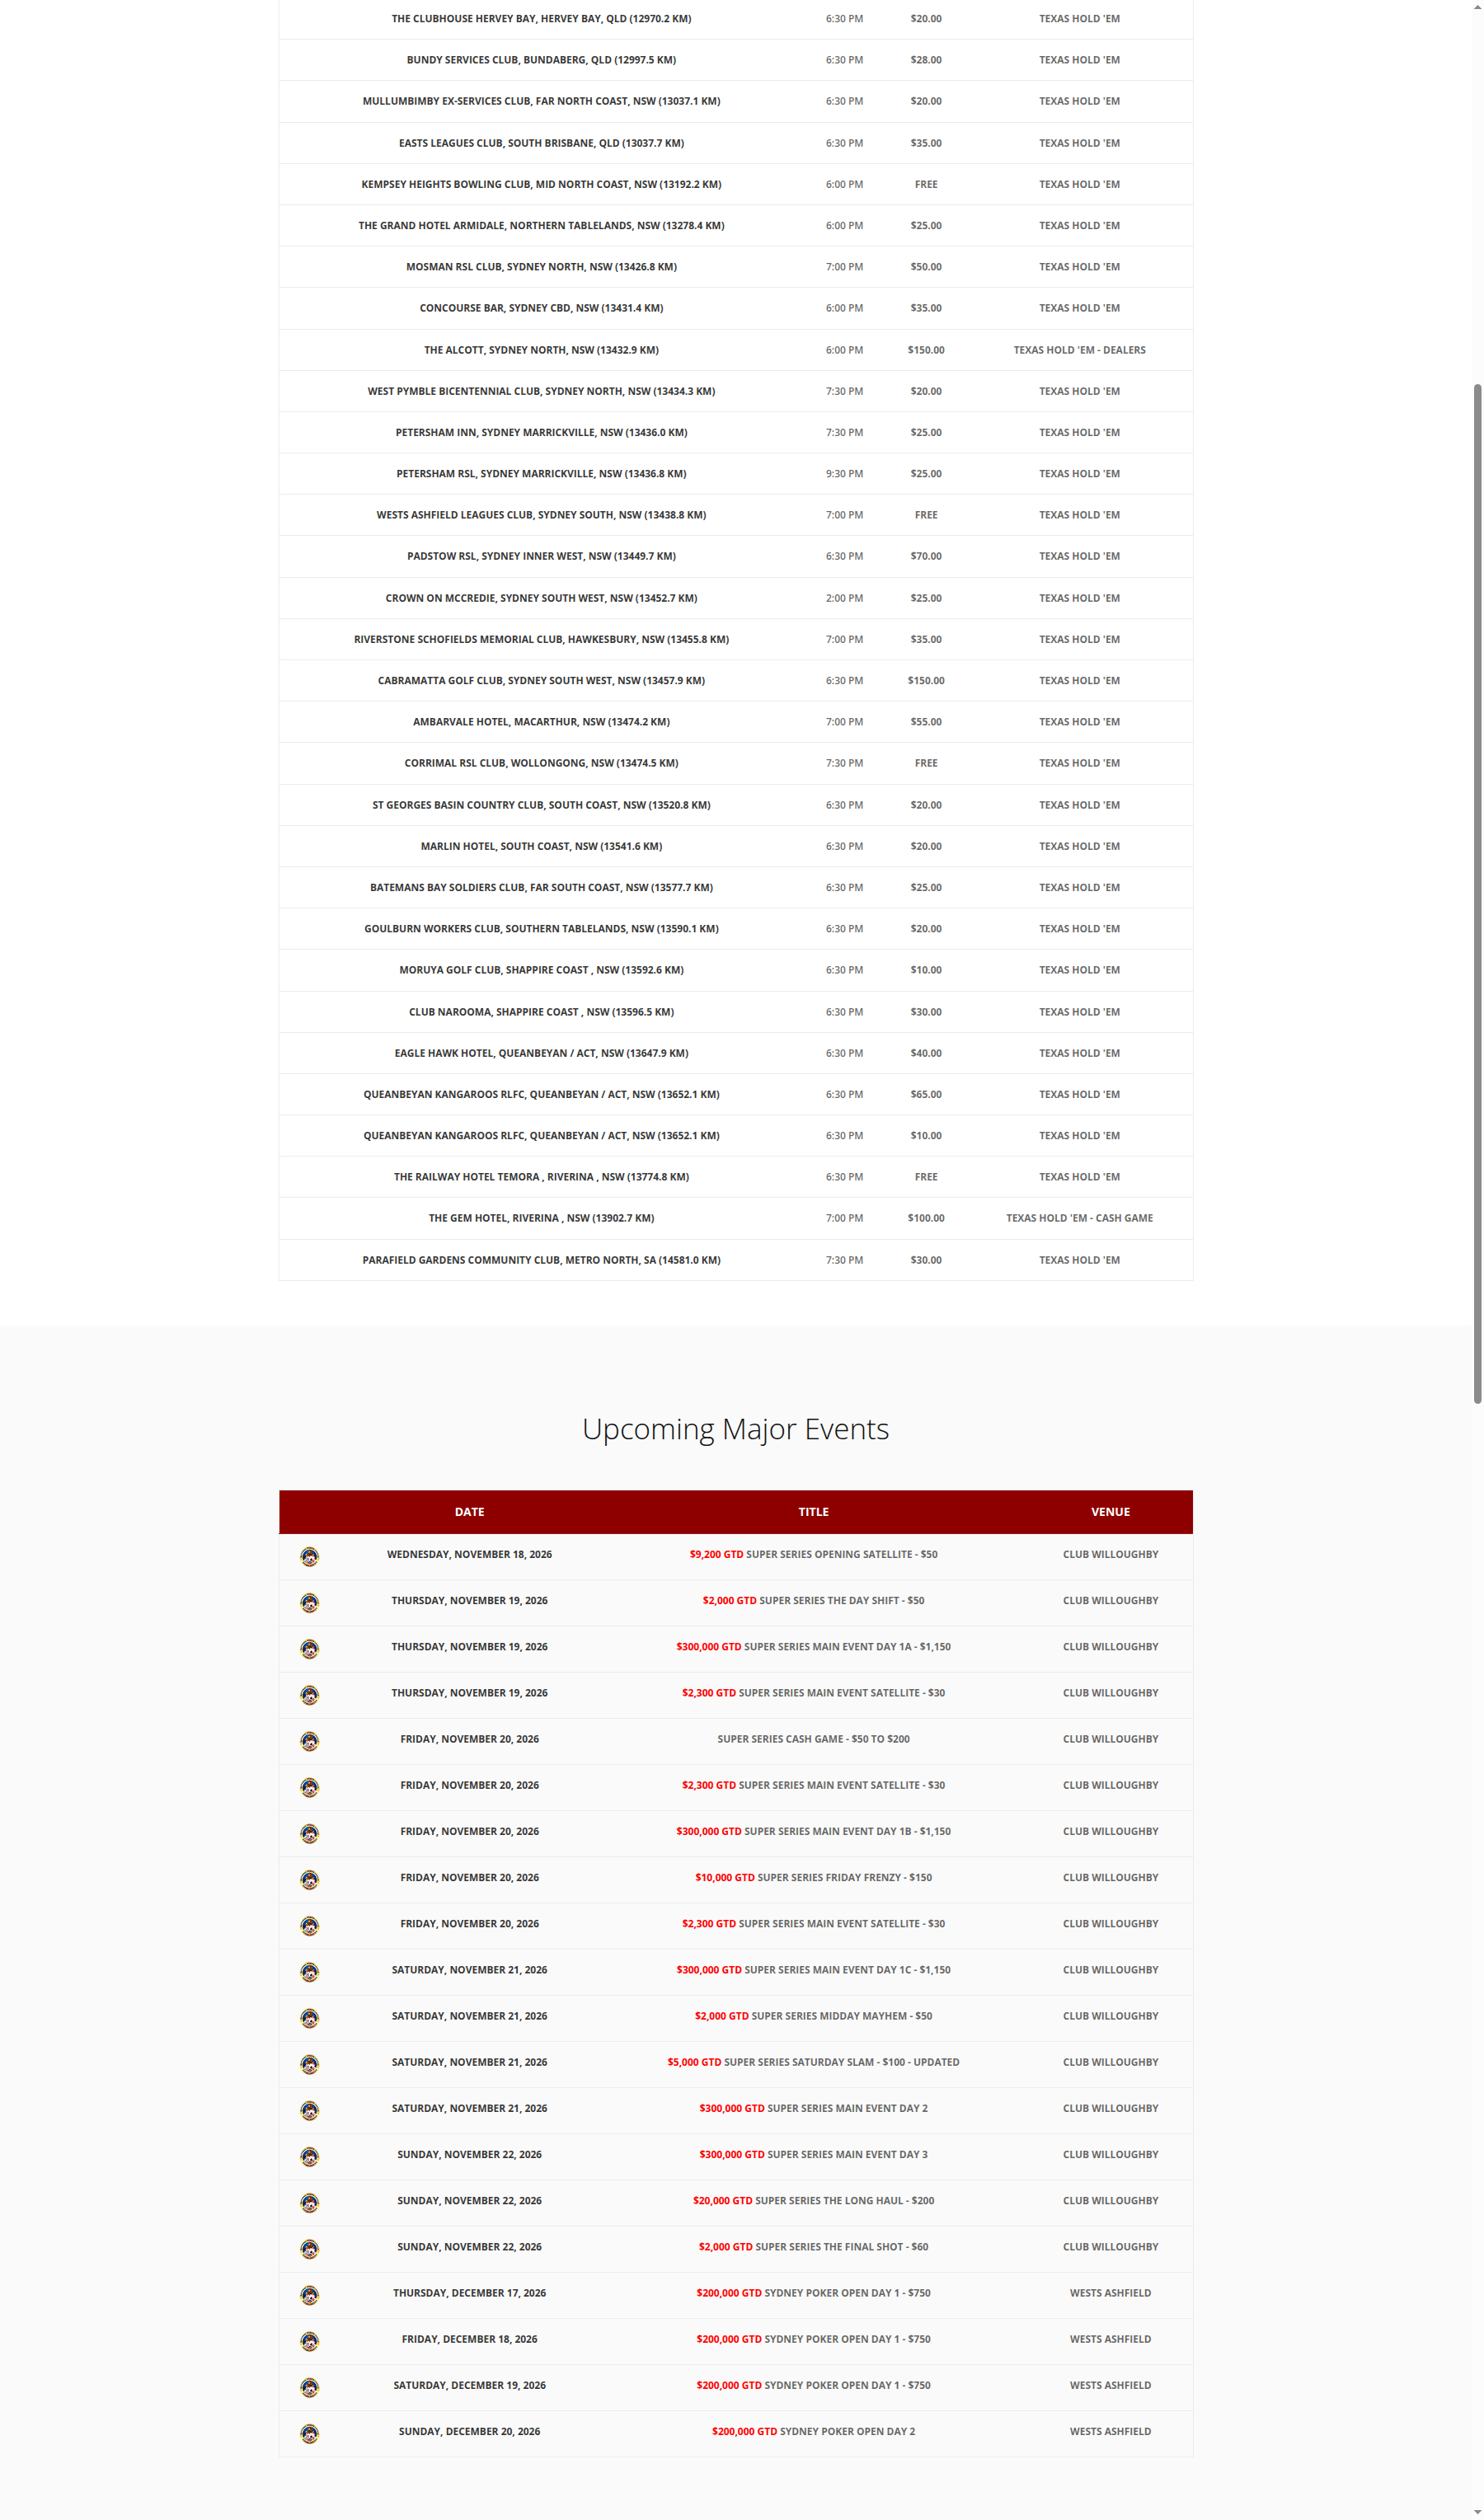 THE CLUBHOUSE HERVEY BAY, HERVEY BAY, QLD (12970.2 KM) 6:30 PM $20.00 TEXAS HOLD 'EM
BUNDY SERVICES CLUB, BUNDABERG, QLD (12997.5 KM) 6:30 PM $28.00 TEXAS HOLD 'EM
MULLUMBIMBY EX-SERVICES CLUB, FAR NORTH COAST, NSW (13037.1 KM) 6:30 PM $20.00 TEXAS HOLD 'EM
EASTS LEAGUES CLUB, SOUTH BRISBANE, QLD (13037.7 KM) 6:30 PM $35.00 TEXAS HOLD 'EM
KEMPSEY HEIGHTS BOWLING CLUB, MID NORTH COAST, NSW (13192.2 KM) 6:00 PM FREE TEXAS HOLD 'EM
THE GRAND HOTEL ARMIDALE, NORTHERN TABLELANDS, NSW (13278.4 KM) 6:00 PM $25.00 TEXAS HOLD 'EM
MOSMAN RSL CLUB, SYDNEY NORTH, NSW (13426.8 KM) 7:00 PM $50.00 TEXAS HOLD 'EM
CONCOURSE BAR, SYDNEY CBD, NSW (13431.4 KM) 6:00 PM $35.00 TEXAS HOLD 'EM
THE ALCOTT, SYDNEY NORTH, NSW (13432.9 KM) 6:00 PM $150.00 TEXAS HOLD 'EM - DEALERS
WEST PYMBLE BICENTENNIAL CLUB, SYDNEY NORTH, NSW (13434.3 KM) 7:30 PM $20.00 TEXAS HOLD 'EM
PETERSHAM INN, SYDNEY MARRICKVILLE, NSW (13436.0 KM) 7:30 PM $25.00 TEXAS HOLD 'EM
PETERSHAM RSL, SYDNEY MARRICKVILLE, NSW (13436.8 KM) 9:30 PM $25.00 TEXAS HOLD 'EM
WESTS ASHFIELD LEAGUES CLUB, SYDNEY SOUTH, NSW (13438.8 KM) 7:00 PM FREE TEXAS HOLD 'EM
PADSTOW RSL, SYDNEY INNER WEST, NSW (13449.7 KM) 6:30 PM $70.00 TEXAS HOLD 'EM
CROWN ON MCCREDIE, SYDNEY SOUTH WEST, NSW (13452.7 KM) 2:00 PM $25.00 TEXAS HOLD 'EM
RIVERSTONE SCHOFIELDS MEMORIAL CLUB, HAWKESBURY, NSW (13455.8 KM) 7:00 PM $35.00 TEXAS HOLD 'EM
CABRAMATTA GOLF CLUB, SYDNEY SOUTH WEST, NSW (13457.9 KM) 6:30 PM $150.00 TEXAS HOLD 'EM
AMBARVALE HOTEL, MACARTHUR, NSW (13474.2 KM) 7:00 PM $55.00 TEXAS HOLD 'EM
CORRIMAL RSL CLUB, WOLLONGONG, NSW (13474.5 KM) 7:30 PM FREE TEXAS HOLD 'EM
ST GEORGES BASIN COUNTRY CLUB, SOUTH COAST, NSW (13520.8 KM) 6:30 PM $20.00 TEXAS HOLD 'EM
MARLIN HOTEL, SOUTH COAST, NSW (13541.6 KM) 6:30 PM $20.00 TEXAS HOLD 'EM
BATEMANS BAY SOLDIERS CLUB, FAR SOUTH COAST, NSW (13577.7 KM) 6:30 PM $25.00 TEXAS HOLD 'EM
GOULBURN WORKERS CLUB, SOUTHERN TABLELANDS, NSW (13590.1 KM) 6:30 PM $20.00 TEXAS HOLD 'EM
MORUYA GOLF CLUB, SHAPPIRE COAST , NSW (13592.6 KM) 6:30 PM $10.00 TEXAS HOLD 'EM
CLUB NAROOMA, SHAPPIRE COAST , NSW (13596.5 KM) 6:30 PM $30.00 TEXAS HOLD 'EM
EAGLE HAWK HOTEL, QUEANBEYAN / ACT, NSW (13647.9 KM) 6:30 PM $40.00 TEXAS HOLD 'EM
QUEANBEYAN KANGAROOS RLFC, QUEANBEYAN / ACT, NSW (13652.1 KM) 6:30 PM $65.00 TEXAS HOLD 'EM
QUEANBEYAN KANGAROOS RLFC, QUEANBEYAN / ACT, NSW (13652.1 KM) 6:30 PM $10.00 TEXAS HOLD 'EM
THE RAILWAY HOTEL TEMORA , RIVERINA , NSW (13774.8 KM) 6:30 PM FREE TEXAS HOLD 'EM
THE GEM HOTEL, RIVERINA , NSW (13902.7 KM) 7:00 PM $100.00 TEXAS HOLD 'EM - CASH GAME
PARAFIELD GARDENS COMMUNITY CLUB, METRO NORTH, SA (14581.0 KM) 7:30 PM $30.00 TEXAS HOLD 'EM
Upcoming Major Events
DATE TITLE VENUE
WEDNESDAY, NOVEMBER 18, 2026 $9,200 GTD SUPER SERIES OPENING SATELLITE - $50 CLUB WILLOUGHBY
THURSDAY, NOVEMBER 19, 2026 $2,000 GTD SUPER SERIES THE DAY SHIFT - $50 CLUB WILLOUGHBY
THURSDAY, NOVEMBER 19, 2026 $300,000 GTD SUPER SERIES MAIN EVENT DAY 1A - $1,150 CLUB WILLOUGHBY
THURSDAY, NOVEMBER 19, 2026 $2,300 GTD SUPER SERIES MAIN EVENT SATELLITE - $30 CLUB WILLOUGHBY
FRIDAY, NOVEMBER 20, 2026 SUPER SERIES CASH GAME - $50 TO $200 CLUB WILLOUGHBY
FRIDAY, NOVEMBER 20, 2026 $2,300 GTD SUPER SERIES MAIN EVENT SATELLITE - $30 CLUB WILLOUGHBY
FRIDAY, NOVEMBER 20, 2026 $300,000 GTD SUPER SERIES MAIN EVENT DAY 1B - $1,150 CLUB WILLOUGHBY
FRIDAY, NOVEMBER 20, 2026 $10,000 GTD SUPER SERIES FRIDAY FRENZY - $150 CLUB WILLOUGHBY
FRIDAY, NOVEMBER 20, 2026 $2,300 GTD SUPER SERIES MAIN EVENT SATELLITE - $30 CLUB WILLOUGHBY
SATURDAY, NOVEMBER 21, 2026 $300,000 GTD SUPER SERIES MAIN EVENT DAY 1C - $1,150 CLUB WILLOUGHBY
SATURDAY, NOVEMBER 21, 2026 $2,000 GTD SUPER SERIES MIDDAY MAYHEM - $50 CLUB WILLOUGHBY
SATURDAY, NOVEMBER 21, 2026 $5,000 GTD SUPER SERIES SATURDAY SLAM - $100 - UPDATED CLUB WILLOUGHBY
SATURDAY, NOVEMBER 21, 2026 $300,000 GTD SUPER SERIES MAIN EVENT DAY 2 CLUB WILLOUGHBY
SUNDAY, NOVEMBER 22, 2026 $300,000 GTD SUPER SERIES MAIN EVENT DAY 3 CLUB WILLOUGHBY
SUNDAY, NOVEMBER 22, 2026 $20,000 GTD SUPER SERIES THE LONG HAUL - $200 CLUB WILLOUGHBY
SUNDAY, NOVEMBER 22, 2026 $2,000 GTD SUPER SERIES THE FINAL SHOT - $60 CLUB WILLOUGHBY
THURSDAY, DECEMBER 17, 2026 $200,000 GTD SYDNEY POKER OPEN DAY 1 - $750 WESTS ASHFIELD
FRIDAY, DECEMBER 18, 2026 $200,000 GTD SYDNEY POKER OPEN DAY 1 - $750 WESTS ASHFIELD
SATURDAY, DECEMBER 19, 2026 $200,000 GTD SYDNEY POKER OPEN DAY 1 - $750 WESTS ASHFIELD
SUNDAY, DECEMBER 20, 2026 $200,000 GTD SYDNEY POKER OPEN DAY 2 WESTS ASHFIELD